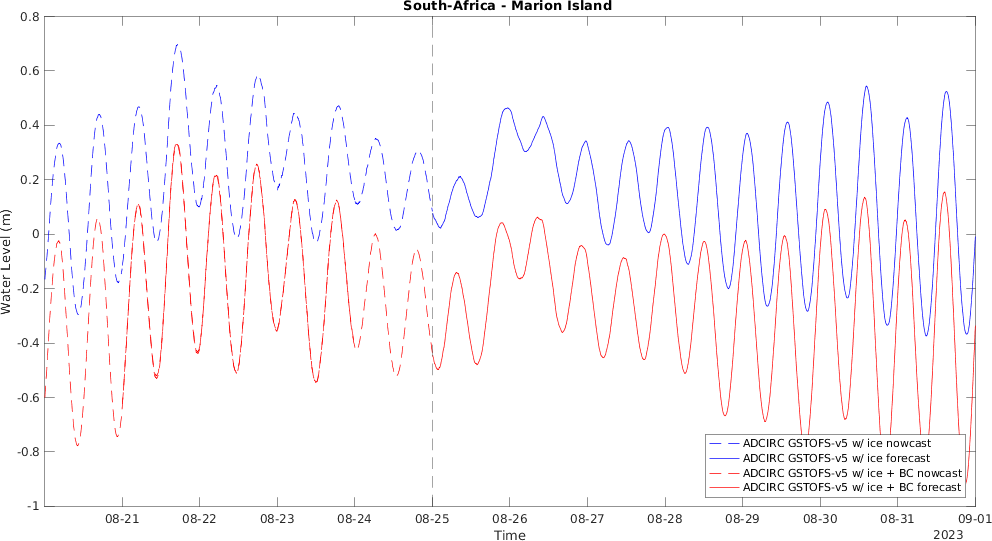 South-Africa - Marion Island
0.8
0.6
0.4
0.2
0
-0.2
-0.4
-0.6
-0.8
-1
Water Level (m)
ADCIRC GSTOFS-v5 w/ ice nowcast
ADCIRC GSTOFS-v5 w/ ice forecast
ADCIRC GSTOFS-v5 w/ ice + BC nowcast
ADCIRC GSTOFS-v5 w/ ice + BC forecast
08-21 08-22 08-23 08-24 08-25 08-26 08-27 08-28 08-29 08-30 08-31 09-01
Time
2023